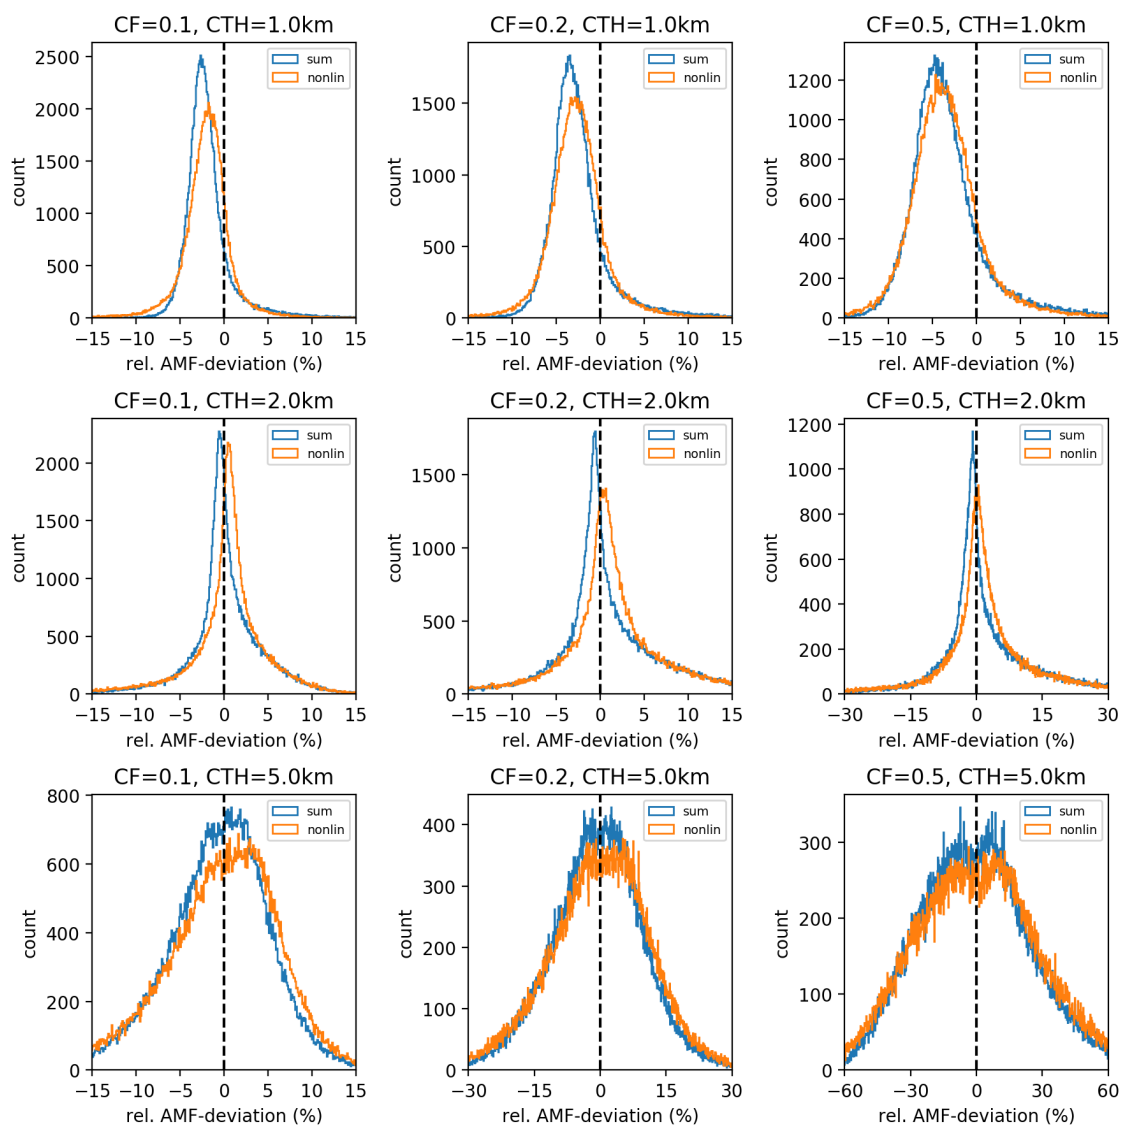 CF=0.1, CTH=1.0km
CF=0.2, CTH=1.0km
CF=0.5, CTH=1.0km
2500
2000
1500
1000
500
0
count
sum
nonlin
−15 −10 −5 0 5 10 15
rel. AMF-deviation (%)
1500
1000
500
0
count
sum
nonlin
−15 −10 −5 0 5 10 15
rel. AMF-deviation (%)
1200
1000
800
600
400
200
0
count
sum
nonlin
−15 −10 −5 0 5 10 15
rel. AMF-deviation (%)
CF=0.1, CTH=2.0km
CF=0.2, CTH=2.0km
CF=0.5, CTH=2.0km
2000
1500
1000
500
0
count
sum
nonlin
−15 −10 −5 0 5 10 15
rel. AMF-deviation (%)
1500
1000
500
0
count
sum
nonlin
−15 −10 −5 0 5 10 15
rel. AMF-deviation (%)
1200
1000
800
600
400
200
0
count
sum
nonlin
−30 −15 0 15 30
rel. AMF-deviation (%)
CF=0.1, CTH=5.0km
CF=0.2, CTH=5.0km
CF=0.5, CTH=5.0km
800
600
400
200
0
count
sum
nonlin
−15 −10 −5 0 5 10 15
rel. AMF-deviation (%)
400
300
200
100
0
count
sum
nonlin
−30 −15 0 15 30
rel. AMF-deviation (%)
300
200
100
0
count
sum
nonlin
−60 −30 0 30 60
rel. AMF-deviation (%)